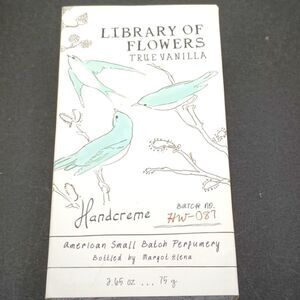 LIBRARY OF
FLOWERS
TRUE VANILLA
Handcreme
BATCH NO.
HW-087
American Small Batch Perfumery
Bottled by Margot Elena
2.65 oz ... 75 g